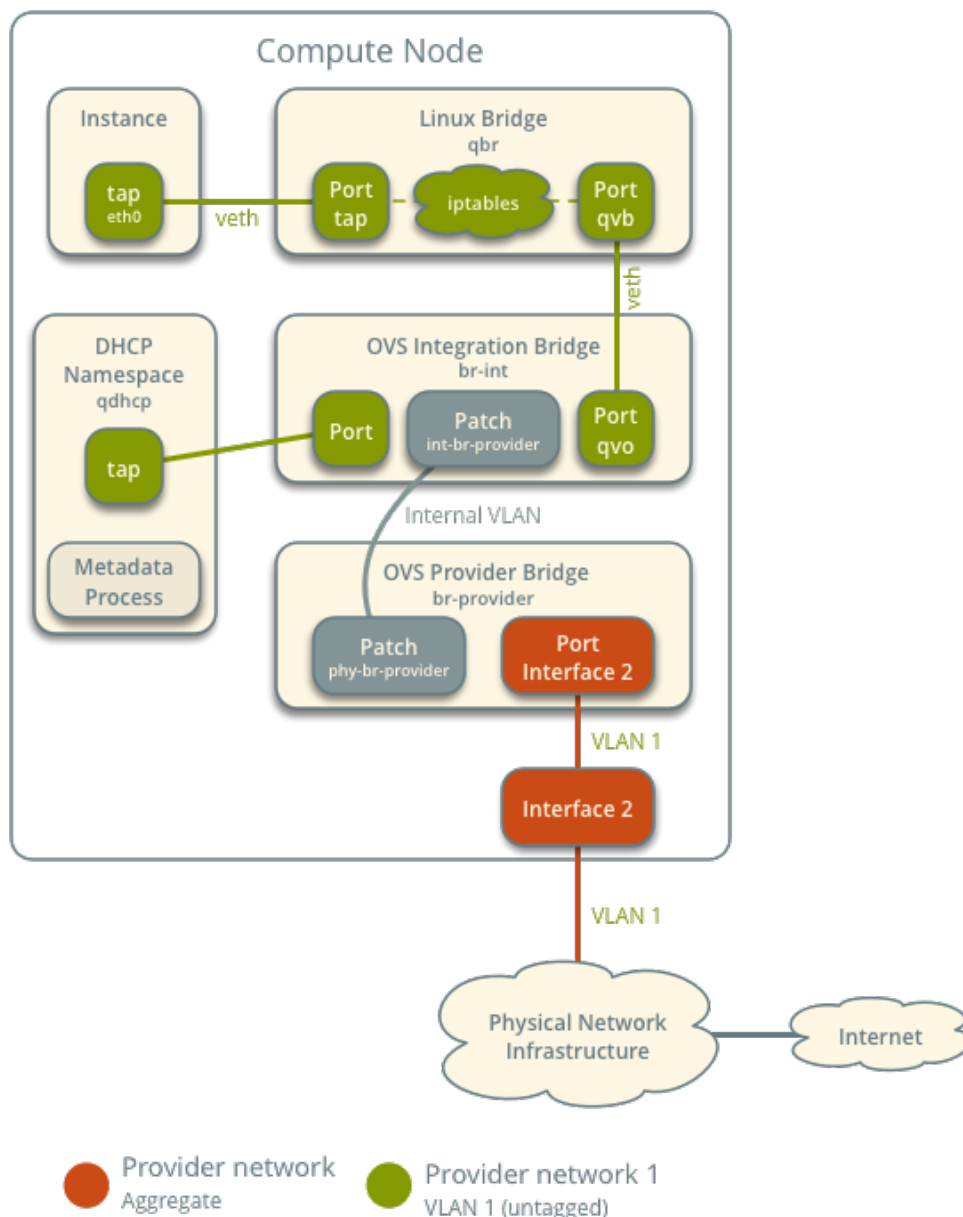 Compute Node
Instance
tap
eth0
veth
Linux Bridge
qbr
Port
tap
iptables
Port
qvb
veth
DHCP
Namespace
qdhcp
tap
Metadata
Process
OVS Integration Bridge
br-int
Port
Patch
int-br-provider
Port
qvo
Internal VLAN
OVS Provider Bridge
br-provider
Patch
phy-br-provider
Port
Interface 2
VLAN 1
Interface 2
VLAN 1
Physical Network
Infrastructure
Internet
Provider network
Aggregate
Provider network 1
VLAN 1 (untagged)